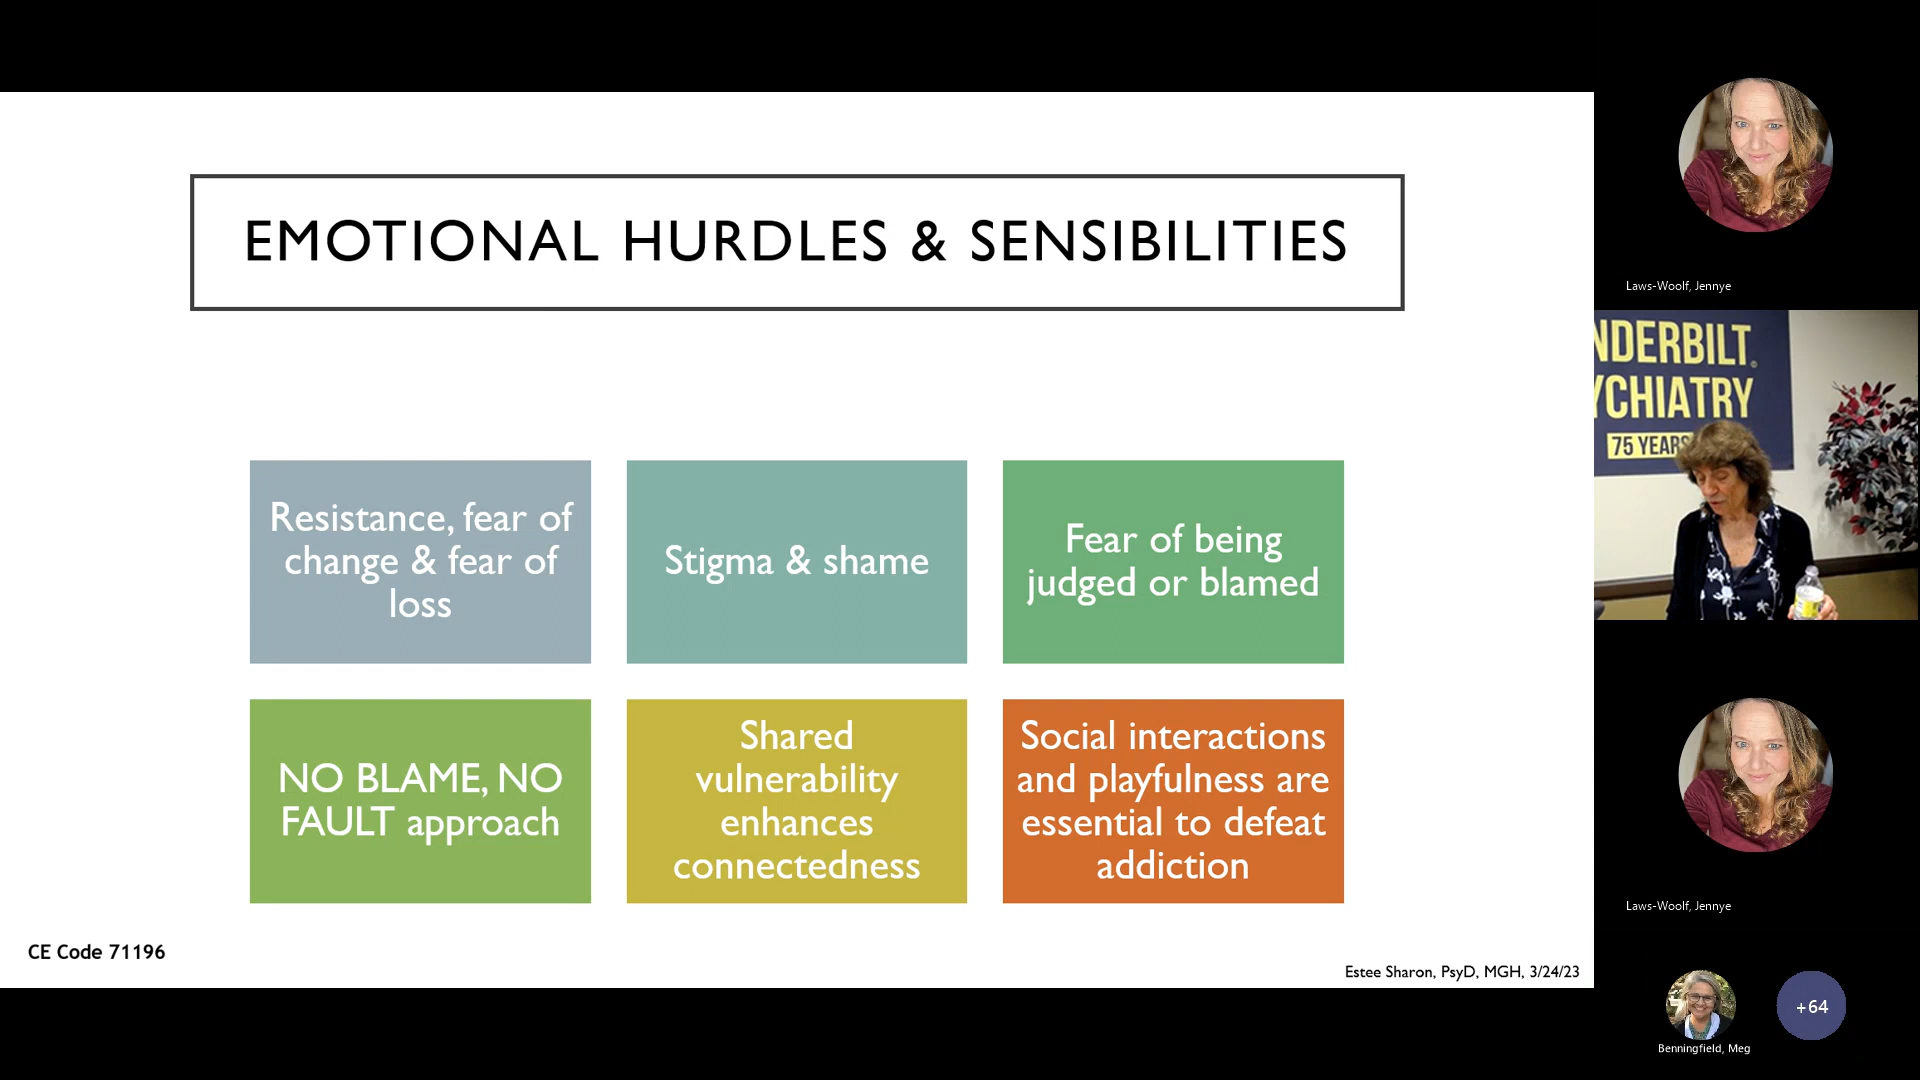 EMOTIONAL HURDLES & SENSIBILITIES
Resistance, fear of
change & fear of
loss
Stigma & shame
Fear of being
judged or blamed
NO BLAME, NO
FAULT approach
Shared
vulnerability
enhances
connectedness
Social interactions
and playfulness are
essential to defeat
addiction
CE Code 71196
Estee Sharon, PsyD, MGH, 3/24/23
Laws-Woolf, Jennye
NDERBILT
YCHIATRY
75 YEARS
Laws-Woolf, Jennye
+64
Benningfield, Meg